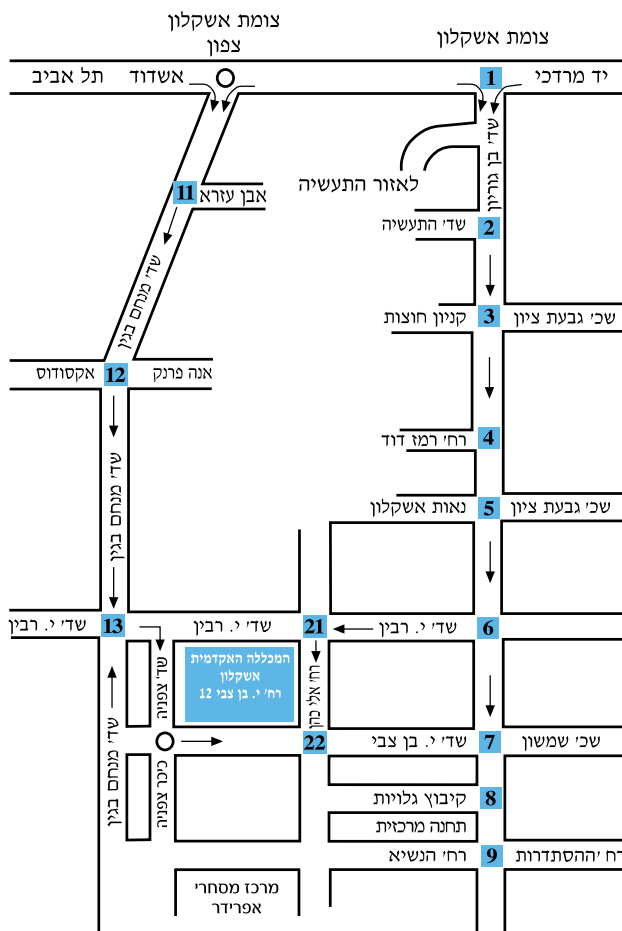 צומת אשקלון
צפון
צומת אשקלון
תל אביב
אשדוד
1
יד מרדכי
שד׳ בן גוריון
לאזור התעשיה
11
אבן עזרא
שד׳ מנחם בגין
שד׳ התעשיה
2
קניון חוצות
3
שכ׳ גבעת ציון
אקסודוס
12
אנה פרנק
רח׳ רמז דוד
4
שד׳ מנחם בגין
נאות אשקלון
5
שכ׳ גבעת ציון
שד׳ י. רבין
13
שד׳ י. רבין
21
שד׳ י. רבין
6
שד׳ צפניה
המכללה האקדמית
אשקלון
רח׳ י. בן צבי 12
רח׳ אלי כהן
שד׳ מנחם בגין
כיכר צפניה
22
שד׳ י. בן צבי
7
שכ׳ שמשון
קיבוץ גלויות
8
תחנה מרכזית
רח׳ הנשיא
9
רח ׳ההסתדרות
מרכז מסחרי
אפרידר